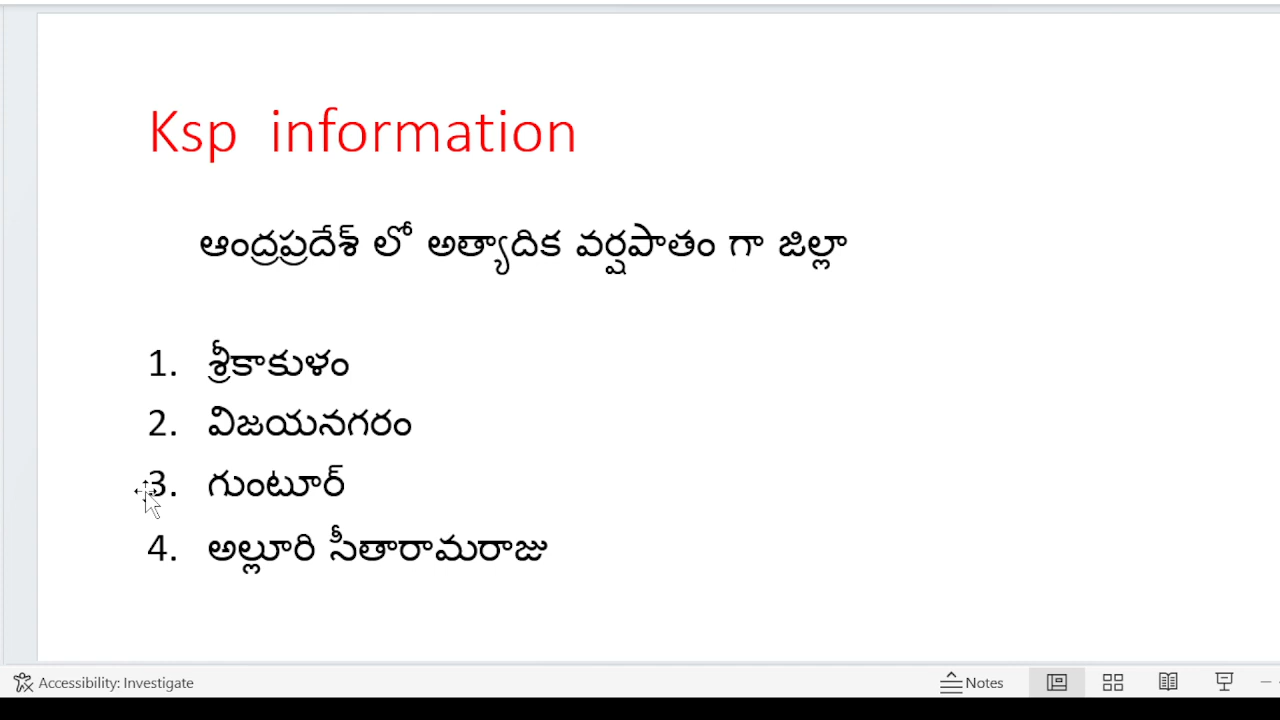 Ksp information
ఆంద్రప్రదేశ్ లో అత్యాదిక వర్షపాతం గా జిల్లా
1. శ్రీకాకుళం
2. విజయనగరం
3. గుంటూర్
4. అల్లూరి సీతారామరాజు
Accessibility: Investigate
Notes